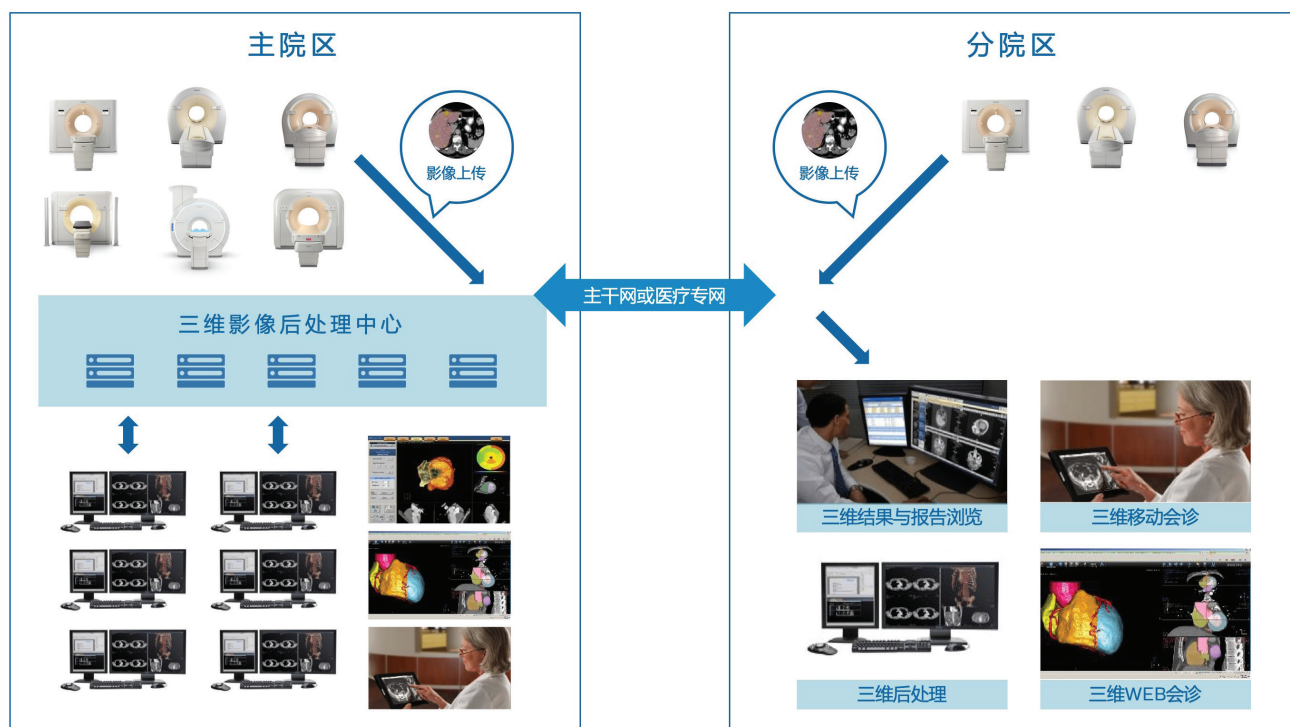 主院区
分院区
影像上传
影像上传
主干网或医疗专网
三维影像后处理中心
三维结果与报告浏览
三维移动会诊
三维后处理
三维WEB会诊